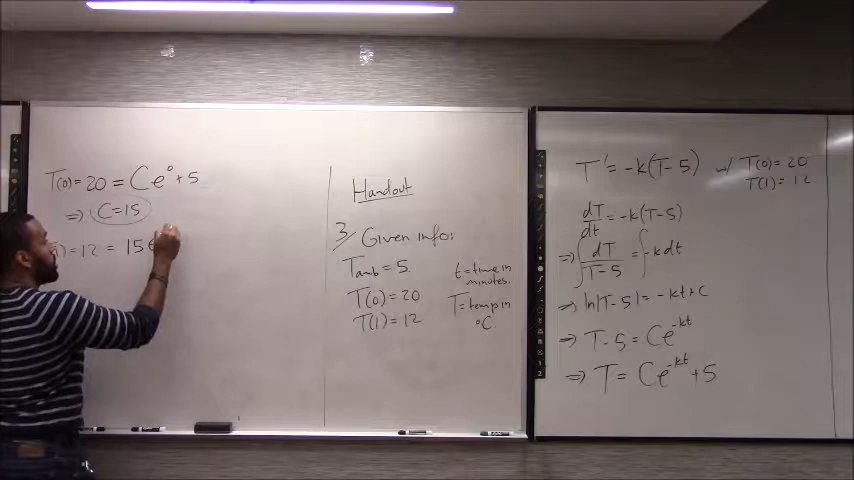 T(0) = 20 = Ce⁰ + 5
⇒ C = 15
T(1) = 12 = 15e
Handout
3/ Given info:
Tamb = 5.
T(0) = 20
T(1) = 12
t = time in
minutes.
T = temp in
°C.
T' = -k(T-5) w/ T(0) = 20
T(1) = 12
dT/dt = -k(T-5)
⇒ ∫ dT/T-5 = ∫ -k dt
⇒ ln|T-5| = -kt + C
⇒ T-5 = Ce^-kt
⇒ T = Ce^-kt + 5